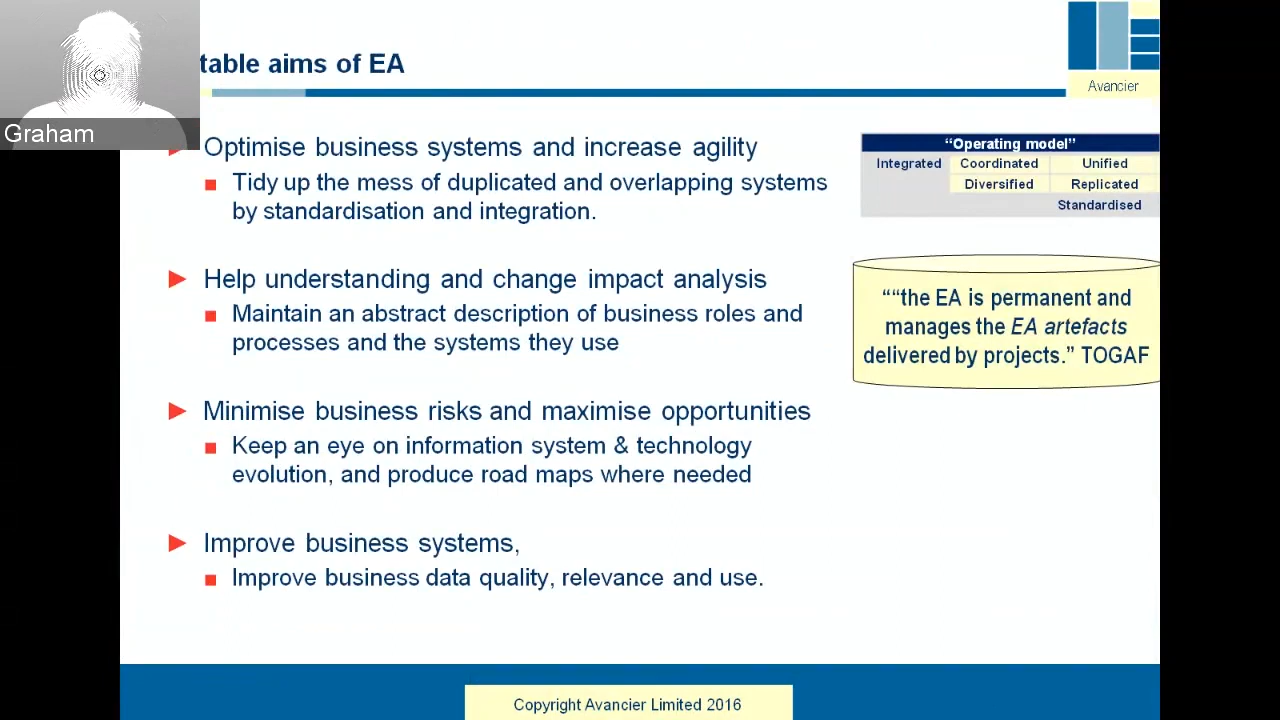 table aims of EA
Avancier
Graham
Optimise business systems and increase agility
Tidy up the mess of duplicated and overlapping systems
by standardisation and integration.
Help understanding and change impact analysis
Maintain an abstract description of business roles and
processes and the systems they use
Minimise business risks and maximise opportunities
Keep an eye on information system & technology
evolution, and produce road maps where needed
Improve business systems,
Improve business data quality, relevance and use.
“Operating model”
Integrated Coordinated Unified
Diversified Replicated
Standardised
““the EA is permanent and
manages the EA artefacts
delivered by projects.” TOGAF
Copyright Avancier Limited 2016